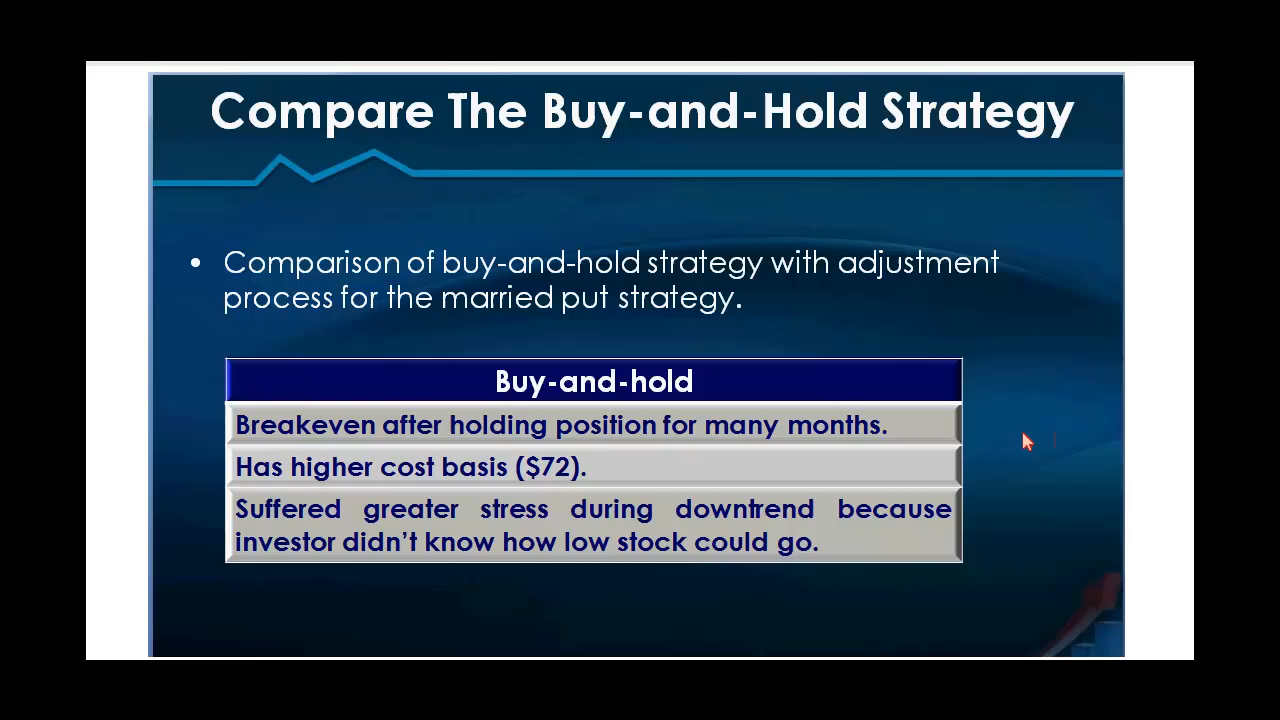 Compare The Buy-and-Hold Strategy
• Comparison of buy-and-hold strategy with adjustment
process for the married put strategy.
Buy-and-hold
Breakeven after holding position for many months.
Has higher cost basis ($72).
Suffered greater stress during downtrend because
investor didn’t know how low stock could go.